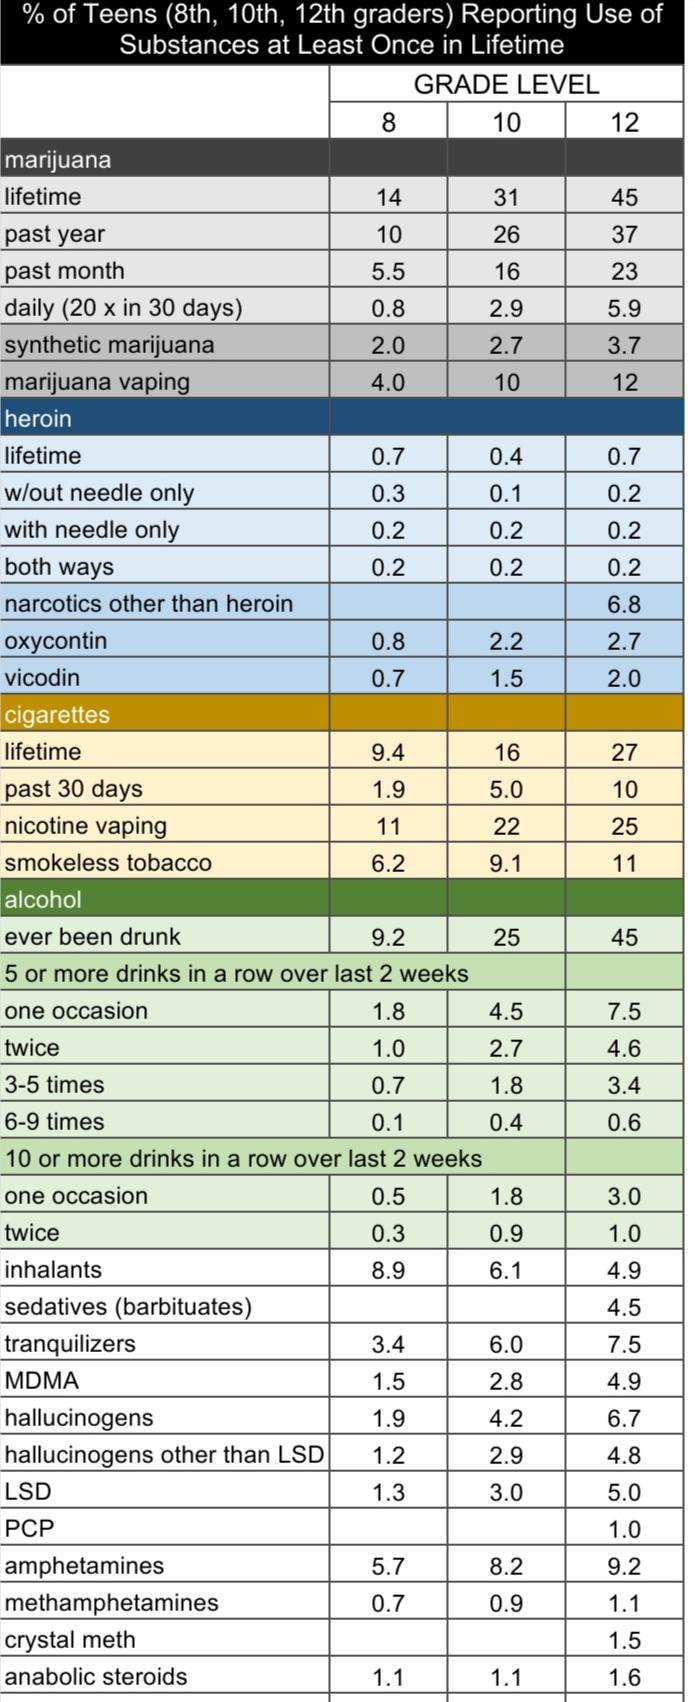 % of Teens (8th, 10th, 12th graders) Reporting Use of
Substances at Least Once in Lifetime
GRADE LEVEL
8 10 12
marijuana
lifetime 14 31 45
past year 10 26 37
past month 5.5 16 23
daily (20 x in 30 days) 0.8 2.9 5.9
synthetic marijuana 2.0 2.7 3.7
marijuana vaping 4.0 10 12
heroin
lifetime 0.7 0.4 0.7
w/out needle only 0.3 0.1 0.2
with needle only 0.2 0.2 0.2
both ways 0.2 0.2 0.2
narcotics other than heroin 6.8
oxycontin 0.8 2.2 2.7
vicodin 0.7 1.5 2.0
cigarettes
lifetime 9.4 16 27
past 30 days 1.9 5.0 10
nicotine vaping 11 22 25
smokeless tobacco 6.2 9.1 11
alcohol
ever been drunk 9.2 25 45
5 or more drinks in a row over last 2 weeks
one occasion 1.8 4.5 7.5
twice 1.0 2.7 4.6
3-5 times 0.7 1.8 3.4
6-9 times 0.1 0.4 0.6
10 or more drinks in a row over last 2 weeks
one occasion 0.5 1.8 3.0
twice 0.3 0.9 1.0
inhalants 8.9 6.1 4.9
sedatives (barbituates) 4.5
tranquilizers 3.4 6.0 7.5
MDMA 1.5 2.8 4.9
hallucinogens 1.9 4.2 6.7
hallucinogens other than LSD 1.2 2.9 4.8
LSD 1.3 3.0 5.0
PCP 1.0
amphetamines 5.7 8.2 9.2
methamphetamines 0.7 0.9 1.1
crystal meth 1.5
anabolic steroids 1.1 1.1 1.6